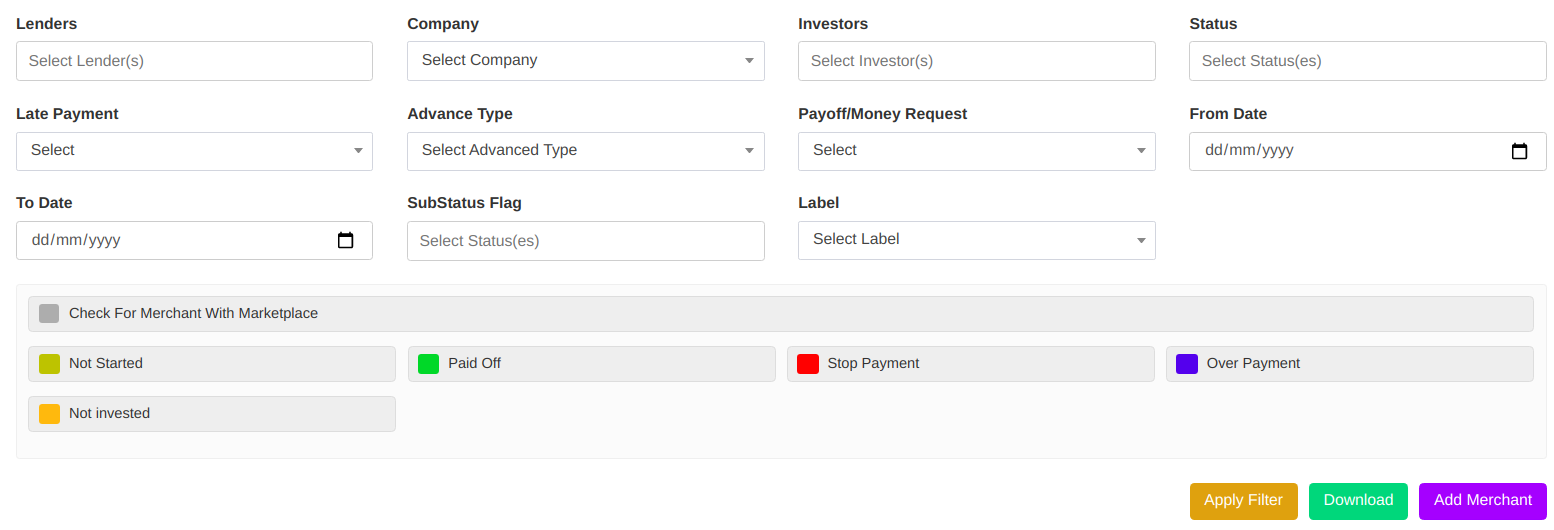 Lenders Company Investors Status
Select Lender(s) Select Company Select Investor(s) Select Status(es)
Late Payment Advance Type Payoff/Money Request From Date
Select Select Advanced Type Select dd/mm/yyyy
To Date SubStatus Flag Label
dd/mm/yyyy Select Status(es) Select Label
Check For Merchant With Marketplace
Not Started Paid Off Stop Payment Over Payment
Not invested
Apply Filter Download Add Merchant